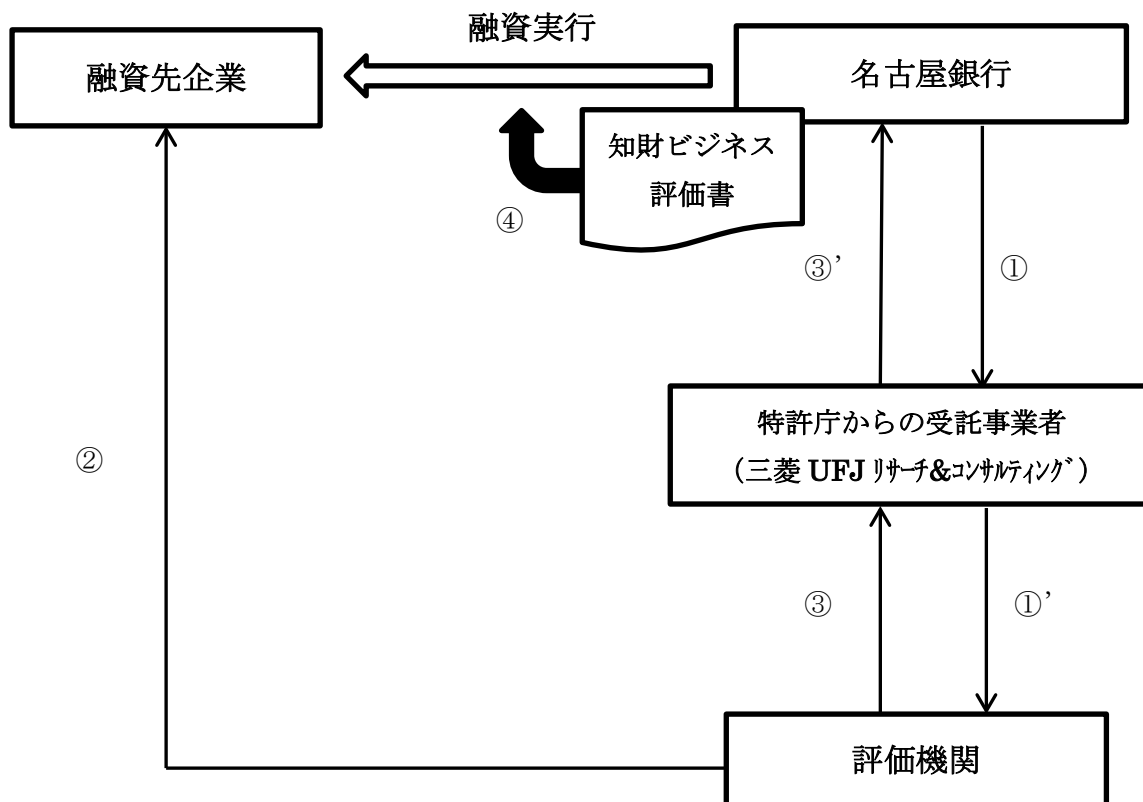 融資実行
融資先企業
名古屋銀行
知財ビジネス
評価書
④
③’
①
特許庁からの受託事業者
（三菱 UFJ ﾘｻｰﾁ&ｺﾝｻﾙﾃｨﾝｸﾞ）
②
③
①’
評価機関